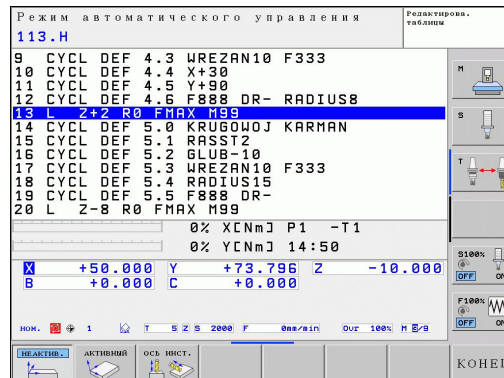 Режим автоматического управления
Редактирова. таблицы
113.H
9 CYCL DEF 4.3 WREZAN10 F333
10 CYCL DEF 4.4 X+30
11 CYCL DEF 4.5 Y+90
12 CYCL DEF 4.6 F888 DR- RADIUS8
13 L Z+2 R0 FMAX M99
14 CYCL DEF 5.0 KRUGOWOJ KARMAN
15 CYCL DEF 5.1 RASST2
16 CYCL DEF 5.2 GLUB-10
17 CYCL DEF 5.3 WREZAN10 F333
18 CYCL DEF 5.4 RADIUS15
19 CYCL DEF 5.5 F888 DR-
20 L Z-8 R0 FMAX M99
0% X[Nm] P1 -T1
0% Y[Nm] 14:50
X +50.000 Y +73.796 Z -10.000
B +0.000 C +0.000
НОМ. 1 T 5 Z S 2000 F 0mm/min Ovr 100% M 5/9
M
S
T
S100%
OFF ON
F100%
OFF ON
НЕАКТИВ. АКТИВНЫЙ ОСЬ ИНСТ.
КОНЕЦ